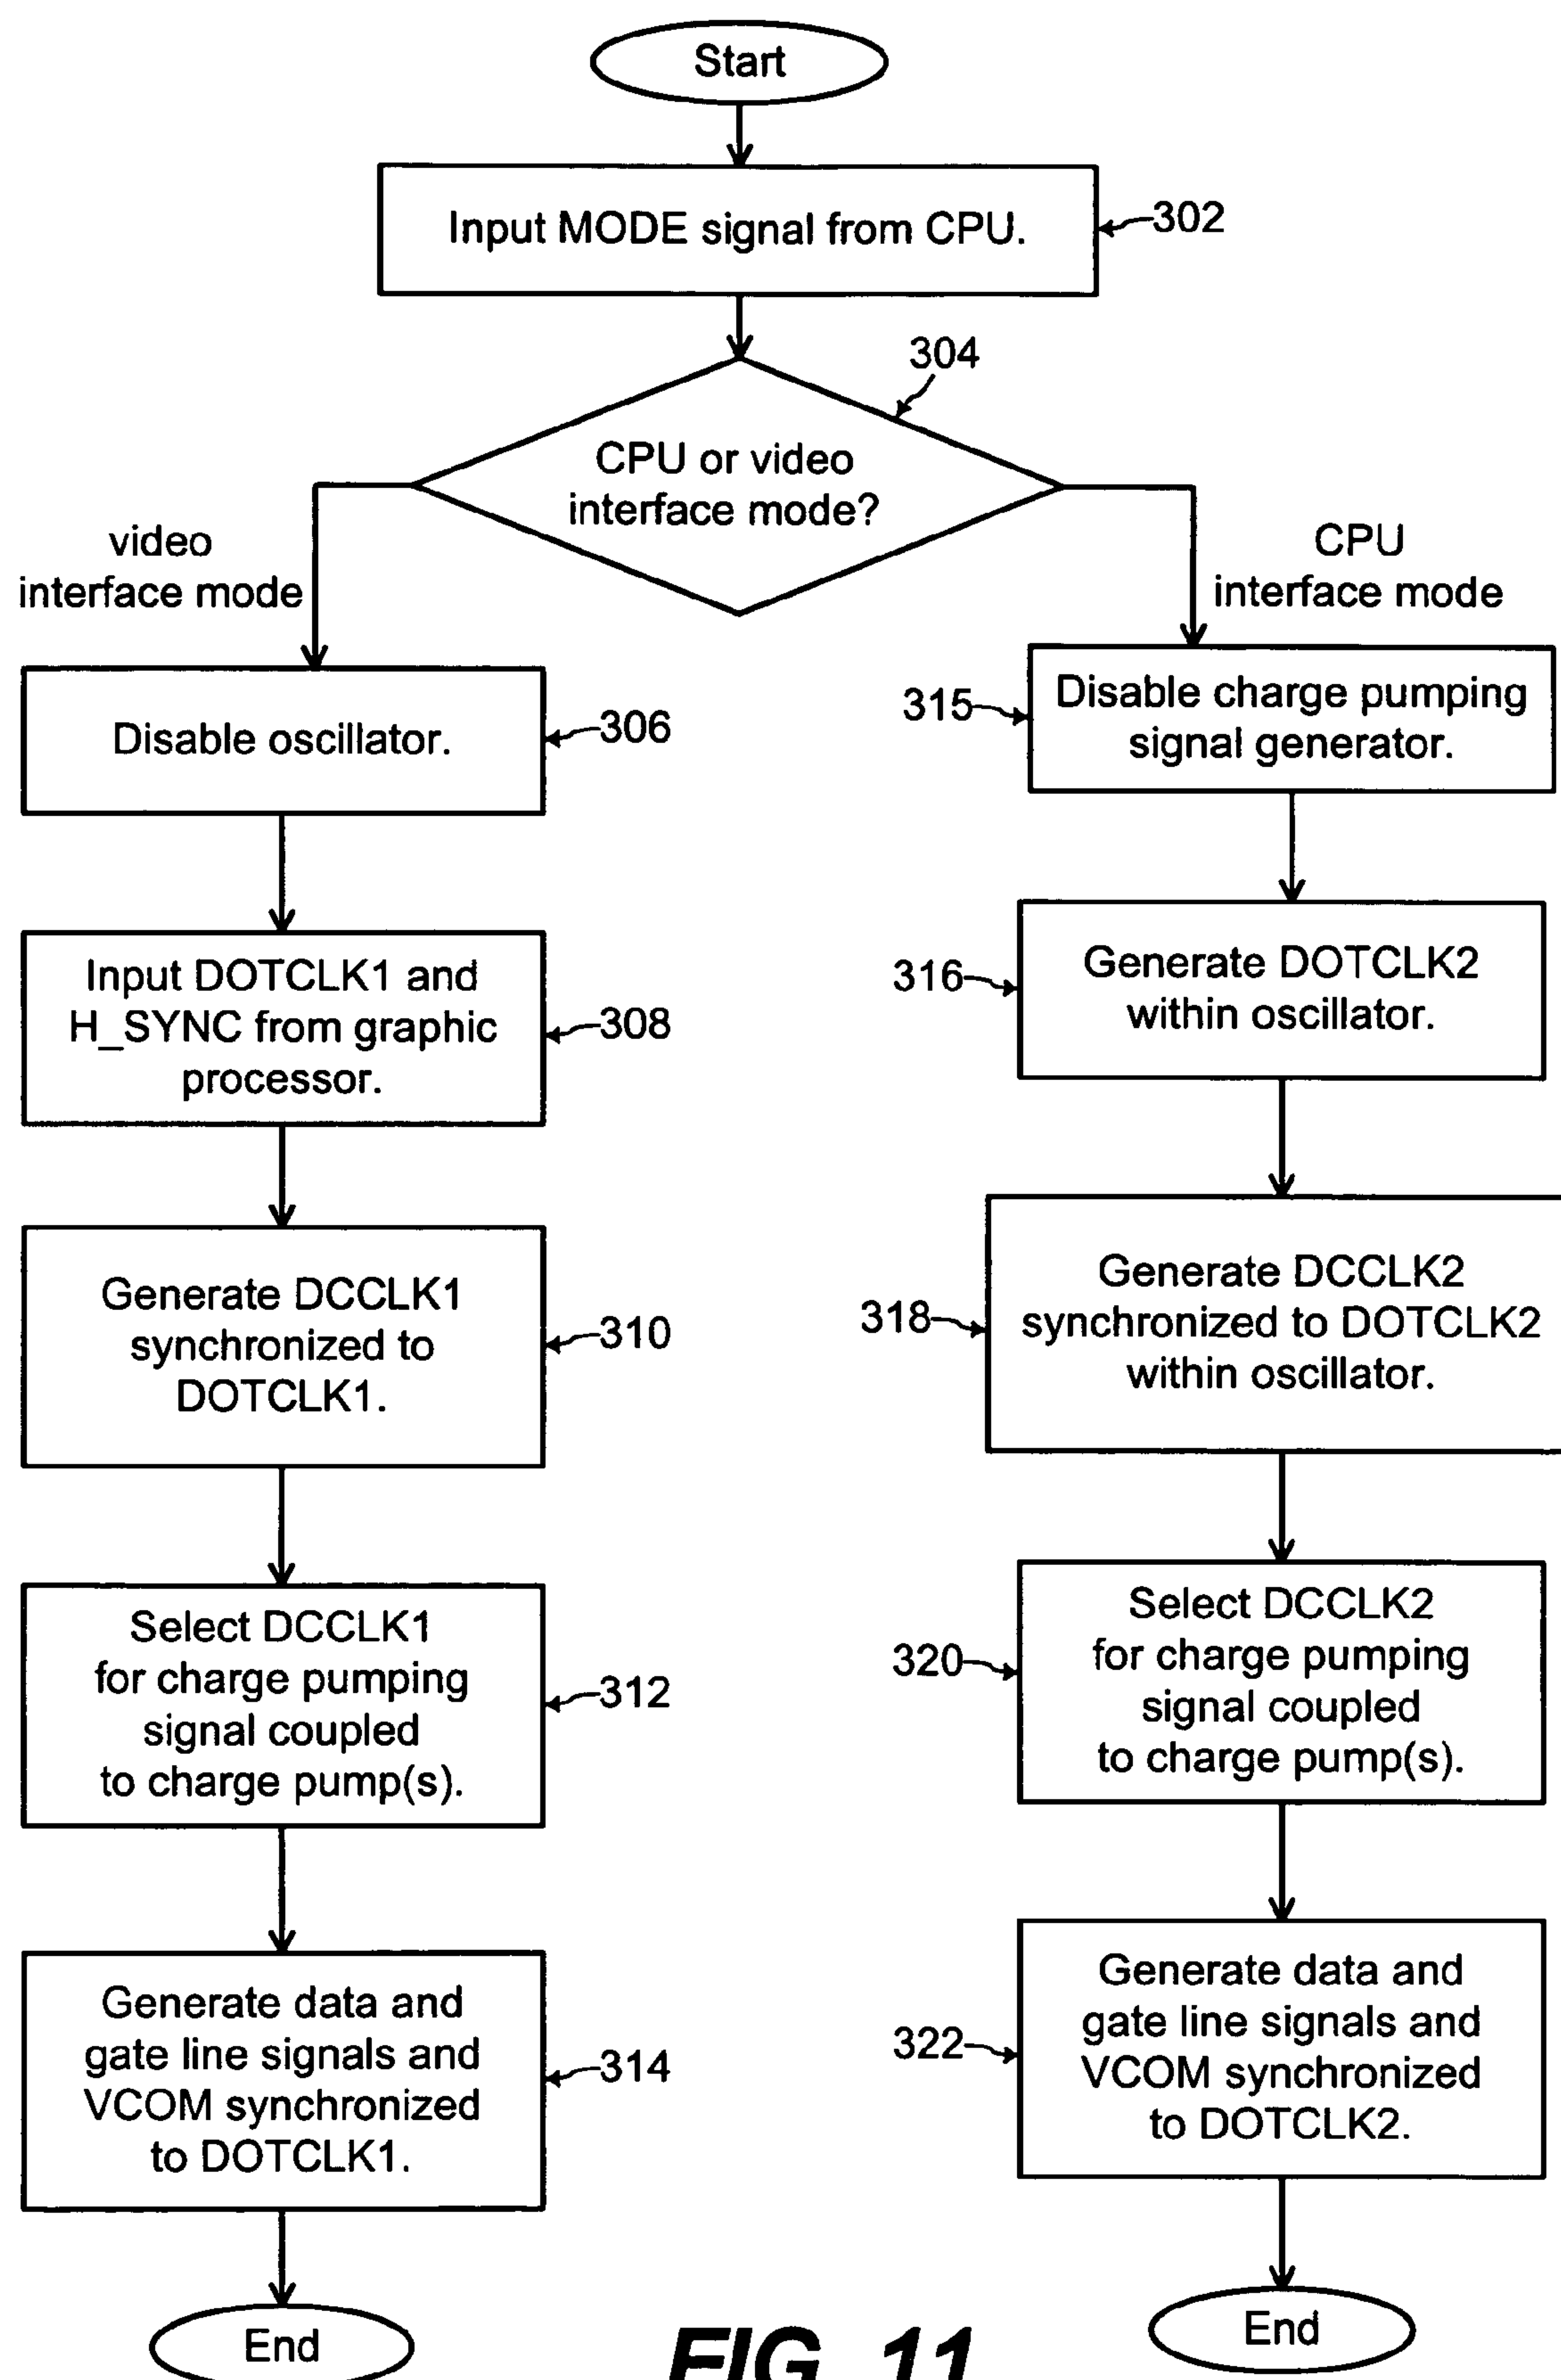 Start
Input MODE signal from CPU.
302
304
CPU or video
interface mode?
video
interface mode
CPU
interface mode
Disable oscillator.
306
Input DOTCLK1 and
H_SYNC from graphic
processor.
308
Generate DCCLK1
synchronized to
DOTCLK1.
310
Select DCCLK1
for charge pumping
signal coupled
to charge pump(s).
312
Generate data and
gate line signals and
VCOM synchronized
to DOTCLK1.
314
End
315
Disable charge pumping
signal generator.
316
Generate DOTCLK2
within oscillator.
318
Generate DCCLK2
synchronized to DOTCLK2
within oscillator.
320
Select DCCLK2
for charge pumping
signal coupled
to charge pump(s).
322
Generate data and
gate line signals and
VCOM synchronized
to DOTCLK2.
End
FIG. 11